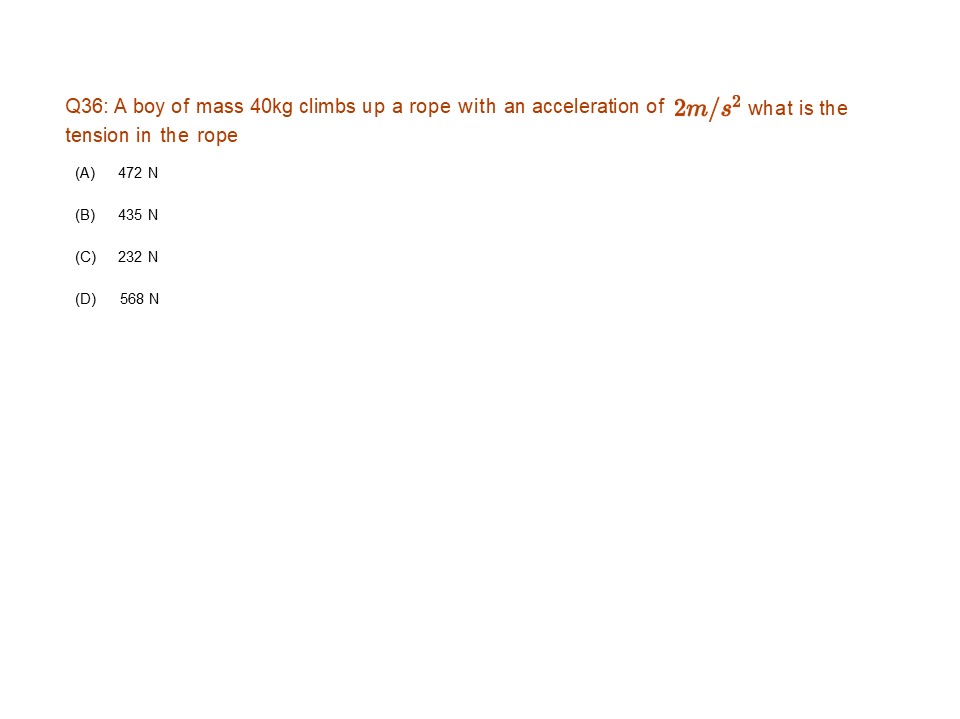 Q36: A boy of mass 40kg climbs up a rope with an acceleration of 2m/s² what is the
tension in the rope
(A) 472 N
(B) 435 N
(C) 232 N
(D) 568 N